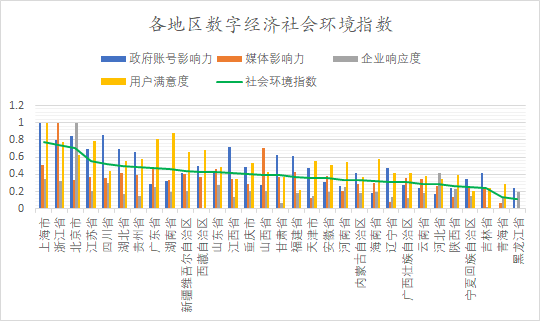 各地区数字经济社会环境指数
政府账号影响力 媒体影响力 企业响应度
用户满意度 社会环境指数
1.2
1
0.8
0.6
0.4
0.2
0
上海市
浙江省
北京市
江苏省
四川省
湖北省
贵州省
广东省
湖南省
新疆维吾尔自治区
西藏自治区
山东省
江西省
重庆市
山西省
甘肃省
福建省
天津市
安徽省
河南省
内蒙古自治区
海南省
辽宁省
广西壮族自治区
云南省
河北省
陕西省
宁夏回族自治区
吉林省
青海省
黑龙江省